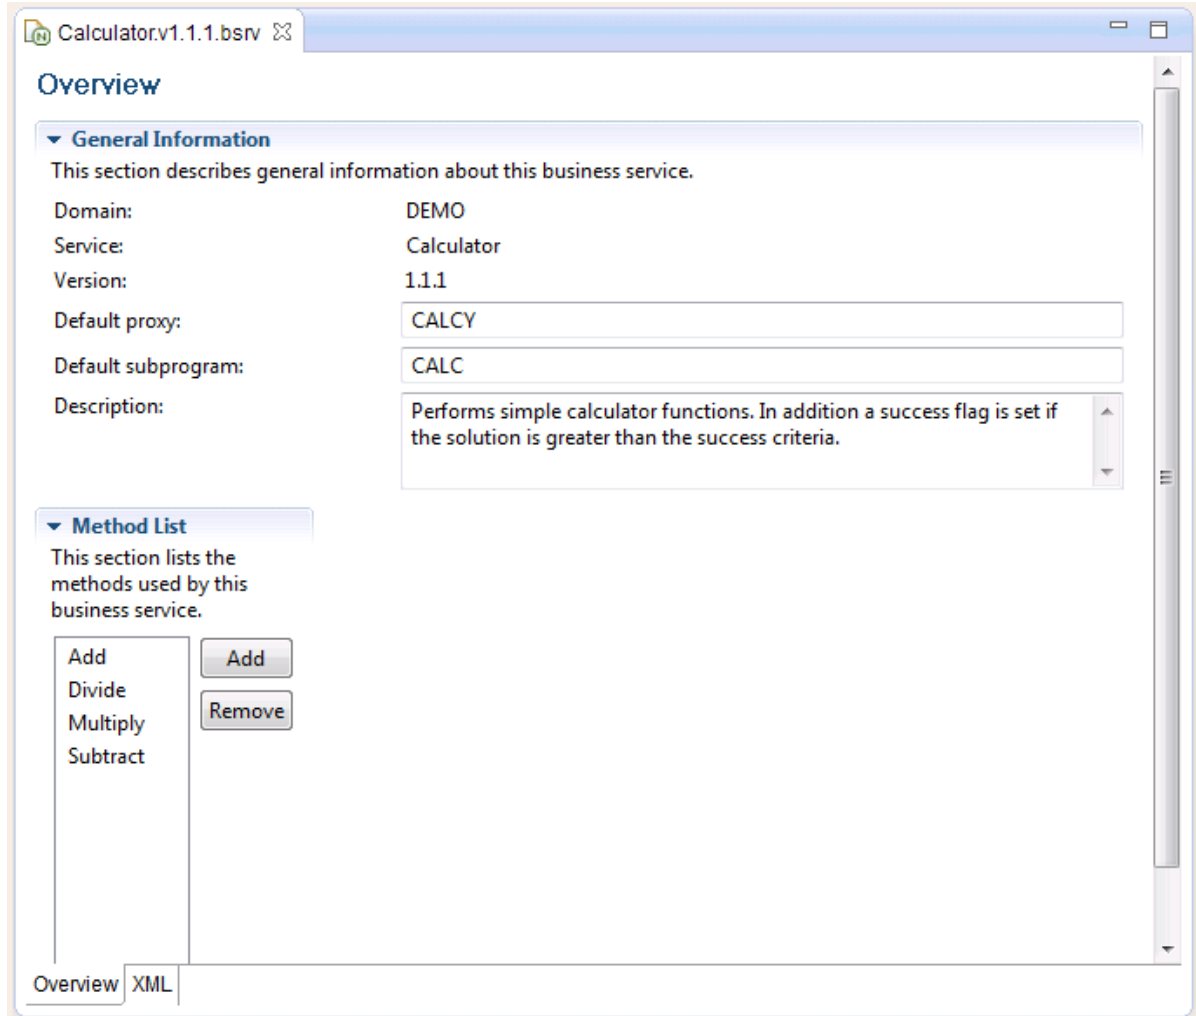 Calculator.v1.1.1.bsrv
Overview
General Information
This section describes general information about this business service.
Domain: DEMO
Service: Calculator
Version: 1.1.1
Default proxy: CALCY
Default subprogram: CALC
Description: Performs simple calculator functions. In addition a success flag is set if
the solution is greater than the success criteria.
Method List
This section lists the
methods used by this
business service.
Add Add
Divide
Remove
Multiply
Subtract
Overview XML